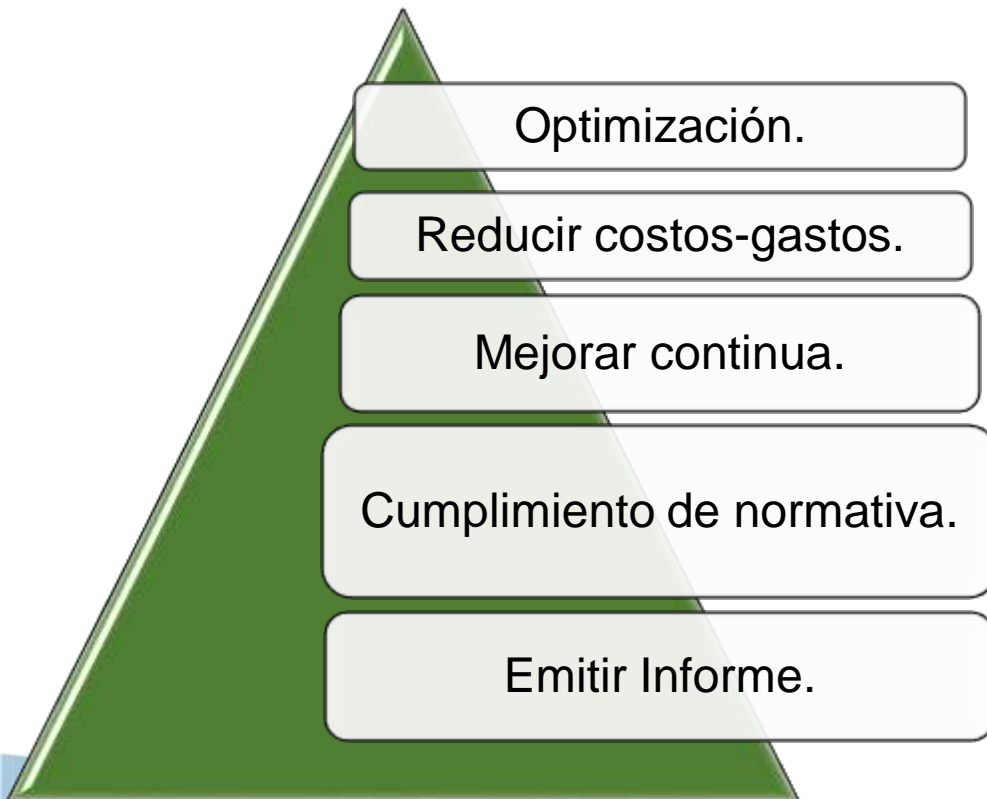 Optimización.
Reducir costos-gastos.
Mejorar continua.
Cumplimiento de normativa.
Emitir Informe.